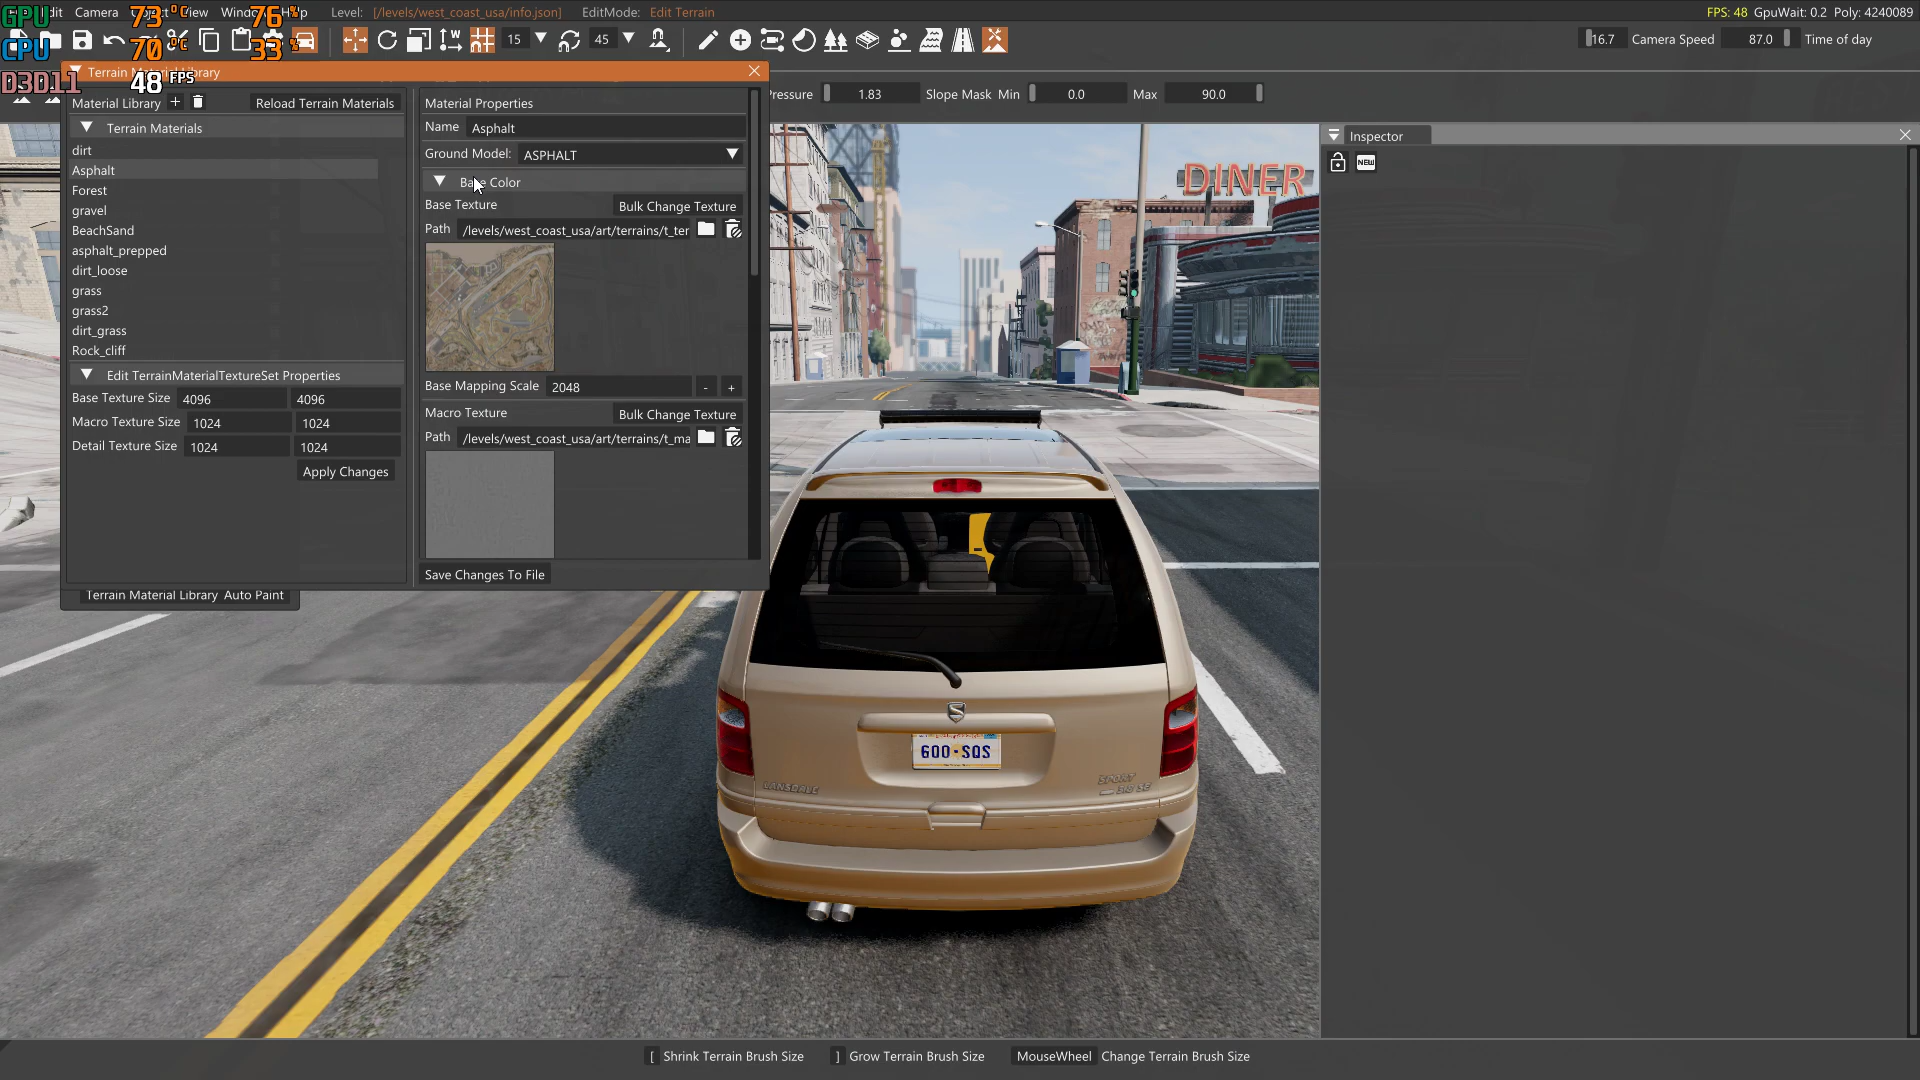 GPU 73 °C 76 %
CPU 70 °C 33 %
D3D11 48 FPS
Camera View Level: [/levels/west_coast_usa/info.json] EditMode: Edit Terrain
FPS: 48 GpuWait: 0.2 Poly: 4240089
15 45 16.7 Camera Speed 87.0 Time of day
Terrain Material Library
Material Library + Reload Terrain Materials
Terrain Materials
dirt
Asphalt
Forest
gravel
BeachSand
asphalt_prepped
dirt_loose
grass
grass2
dirt_grass
Rock_cliff
Edit TerrainMaterialTextureSet Properties
Base Texture Size 4096 4096
Macro Texture Size 1024 1024
Detail Texture Size 1024 1024
Apply Changes
Material Properties
Name Asphalt
Ground Model: ASPHALT
Base Color
Base Texture Bulk Change Texture
Path /levels/west_coast_usa/art/terrains/t_ter
Base Mapping Scale 2048 - +
Macro Texture Bulk Change Texture
Path /levels/west_coast_usa/art/terrains/t_ma
Save Changes To File
Terrain Material Library Auto Paint
ressure 1.83 Slope Mask Min 0.0 Max 90.0
Inspector
NEW
DINER
600·SQS
LANSDALE
SPORT
[ Shrink Terrain Brush Size ] Grow Terrain Brush Size MouseWheel Change Terrain Brush Size